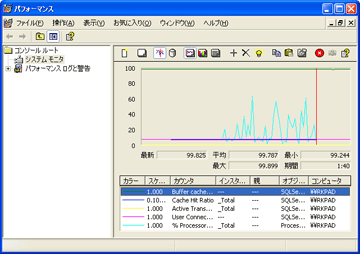 パフォーマンス
ファイル(F) 操作(A) 表示(V) お気に入り(O) ウィンドウ(W) ヘルプ(H)
コンソール ルート
システム モニタ
パフォーマンス ログと警告
100
80
60
40
20
0
最新 99.825 平均 99.787 最小 99.244
最大 99.899 期間 1:40
カラー スケ... カウンタ インスタ... 親 オブジ... コンピュータ
1.000 Buffer cache... --- --- SQLSe... ¥¥RKPAD
0.10... Cache Hit Ratio _Total --- SQLSe... ¥¥RKPAD
1.000 Active Trans... _Total --- SQLSe... ¥¥RKPAD
1.000 User Connec... --- --- SQLSe... ¥¥RKPAD
1.000 % Processor... _Total --- Proces... ¥¥RKPAD